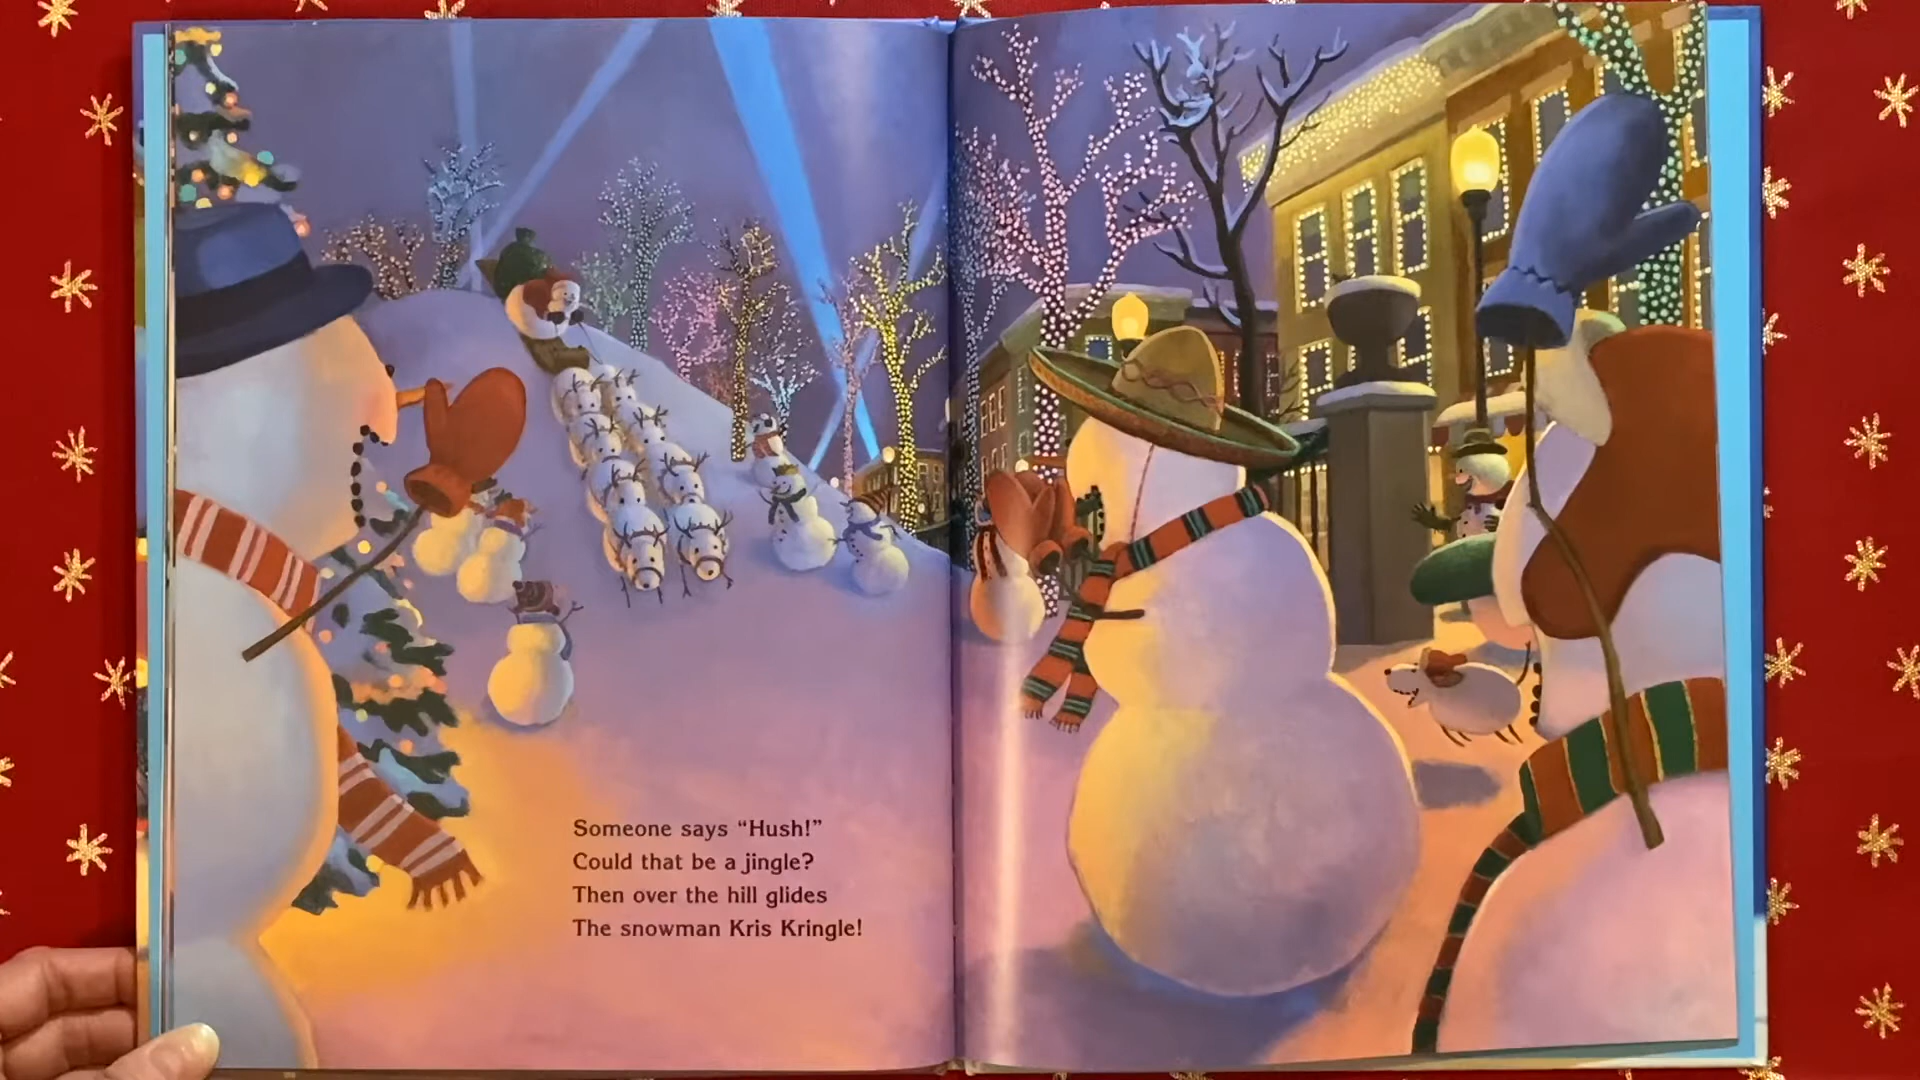 Someone says “Hush!”
Could that be a jingle?
Then over the hill glides
The snowman Kris Kringle!